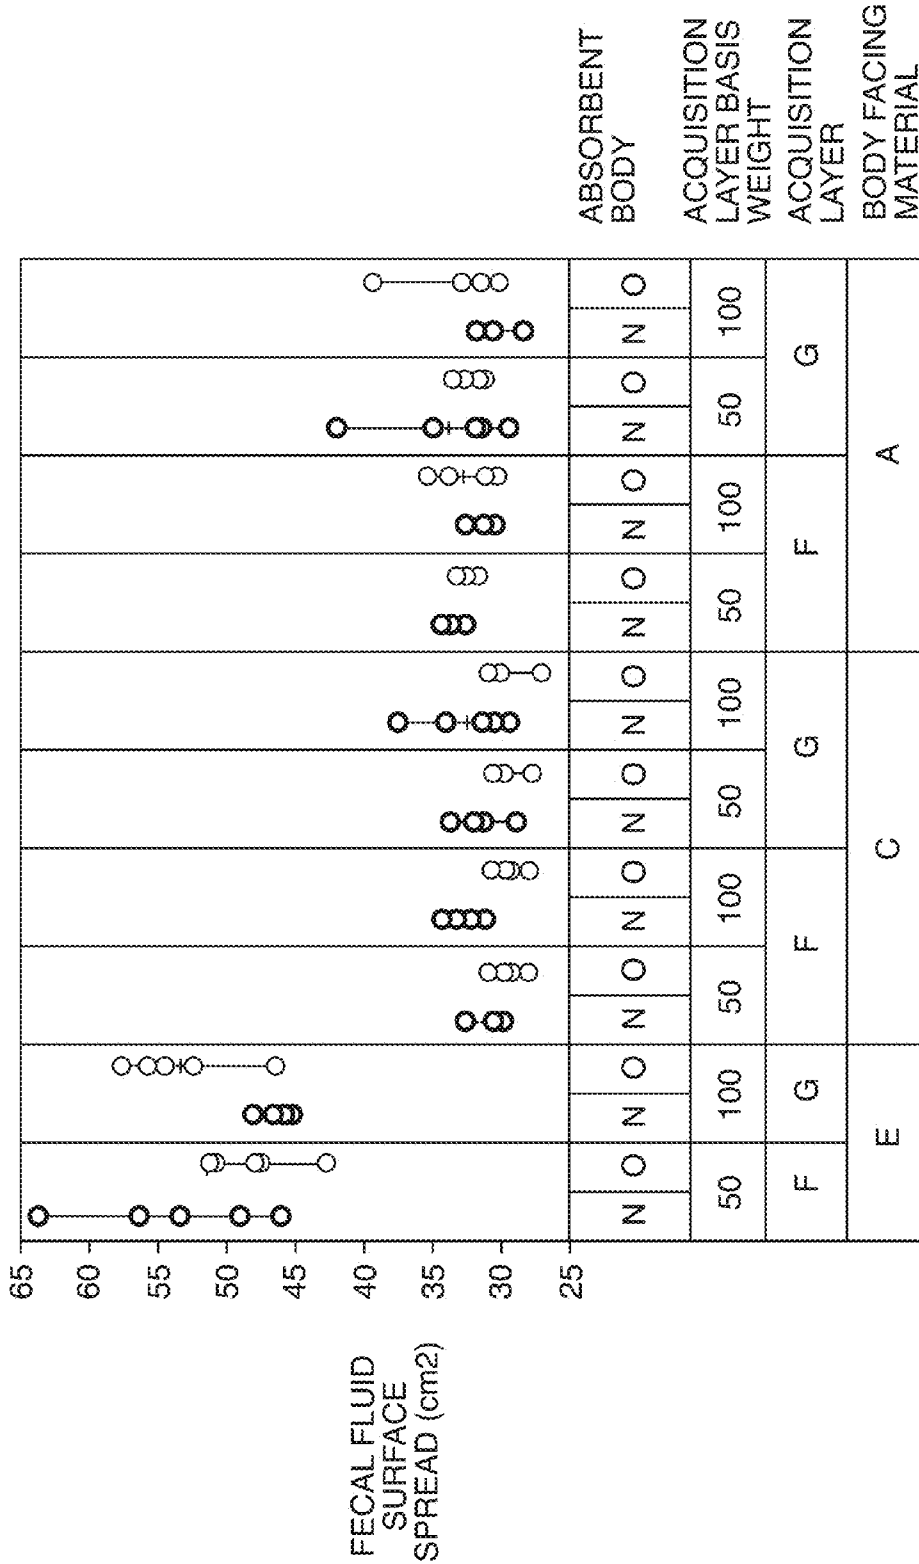 FECAL FLUID
SURFACE
SPREAD (cm2)
65
60
55
50
45
40
35
30
25
N O N O N O N O N O N O N O N O N O N O ABSORBENT
BODY
50 100 50 100 50 100 50 100 50 100 ACQUISITION
LAYER BASIS
WEIGHT
F G F G F G ACQUISITION
LAYER
E C A BODY FACING
MATERIAL